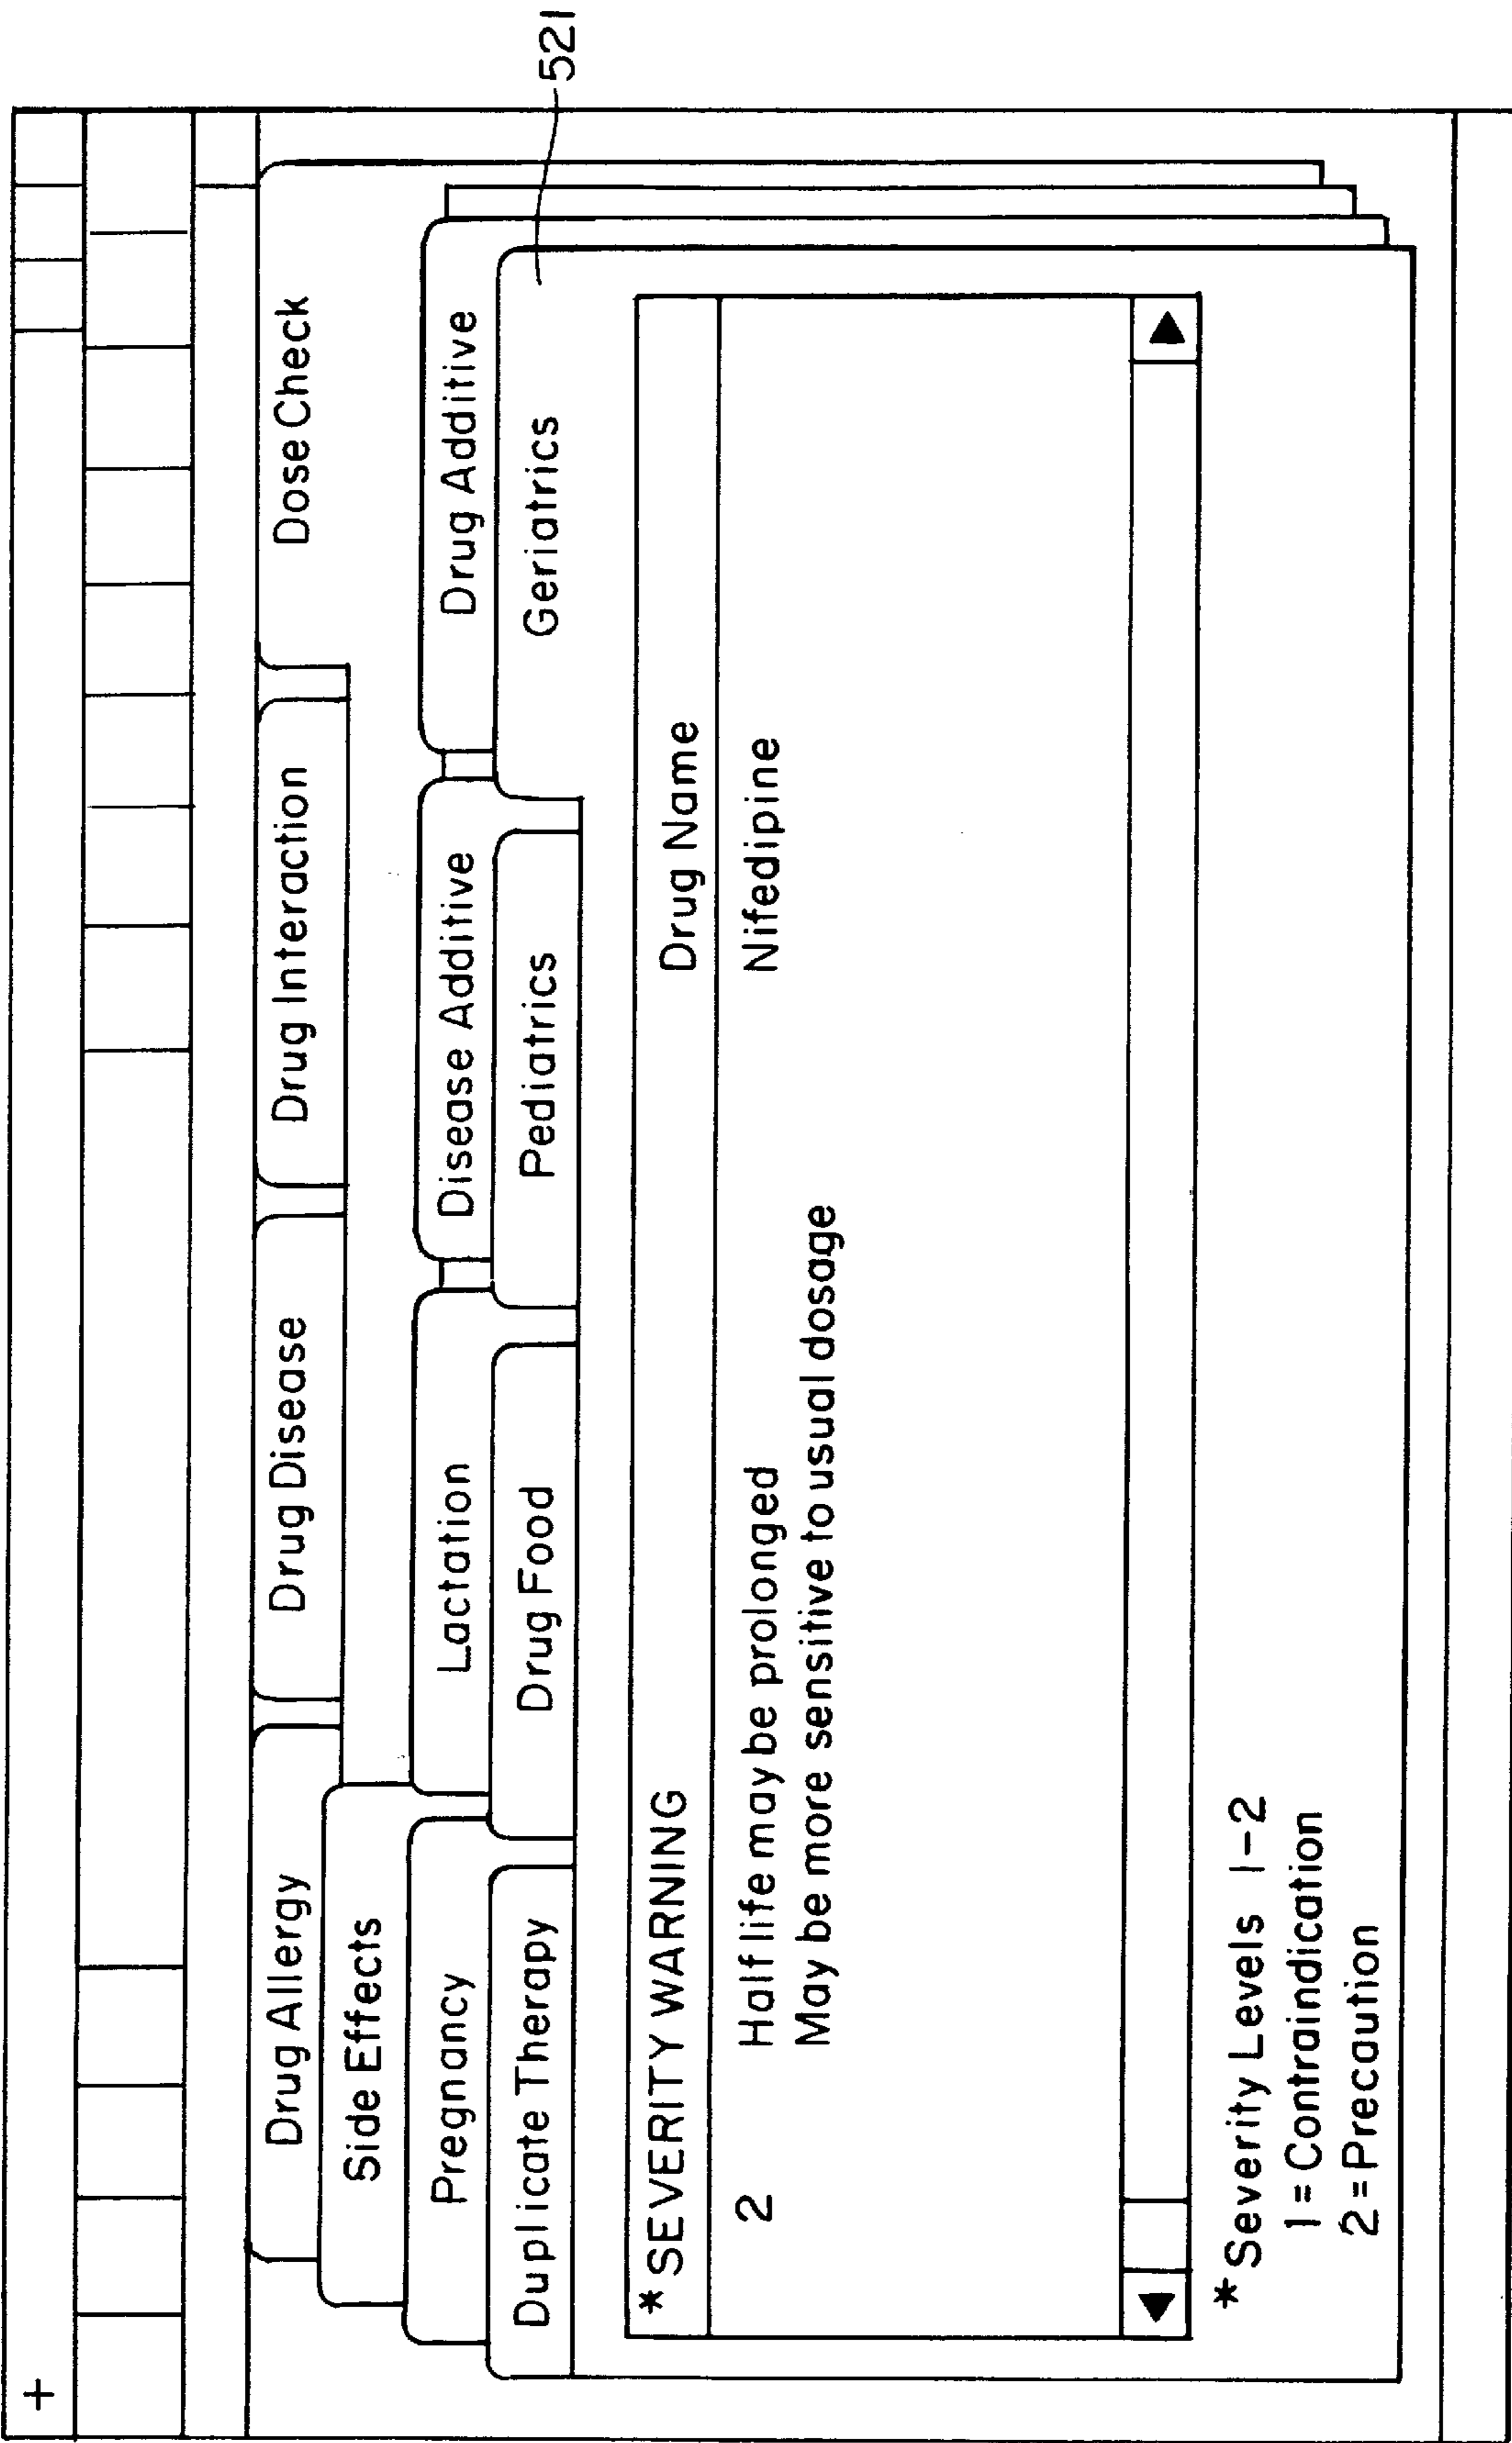 +
Drug Allergy Drug Disease Drug Interaction Dose Check
Side Effects
Pregnancy Lactation Disease Additive Drug Additive
Duplicate Therapy Drug Food Pediatrics Geriatrics
521
*SEVERITY WARNING Drug Name
2 Half life may be prolonged Nifedipine
May be more sensitive to usual dosage
*Severity Levels 1-2
1=Contraindication
2=Precaution